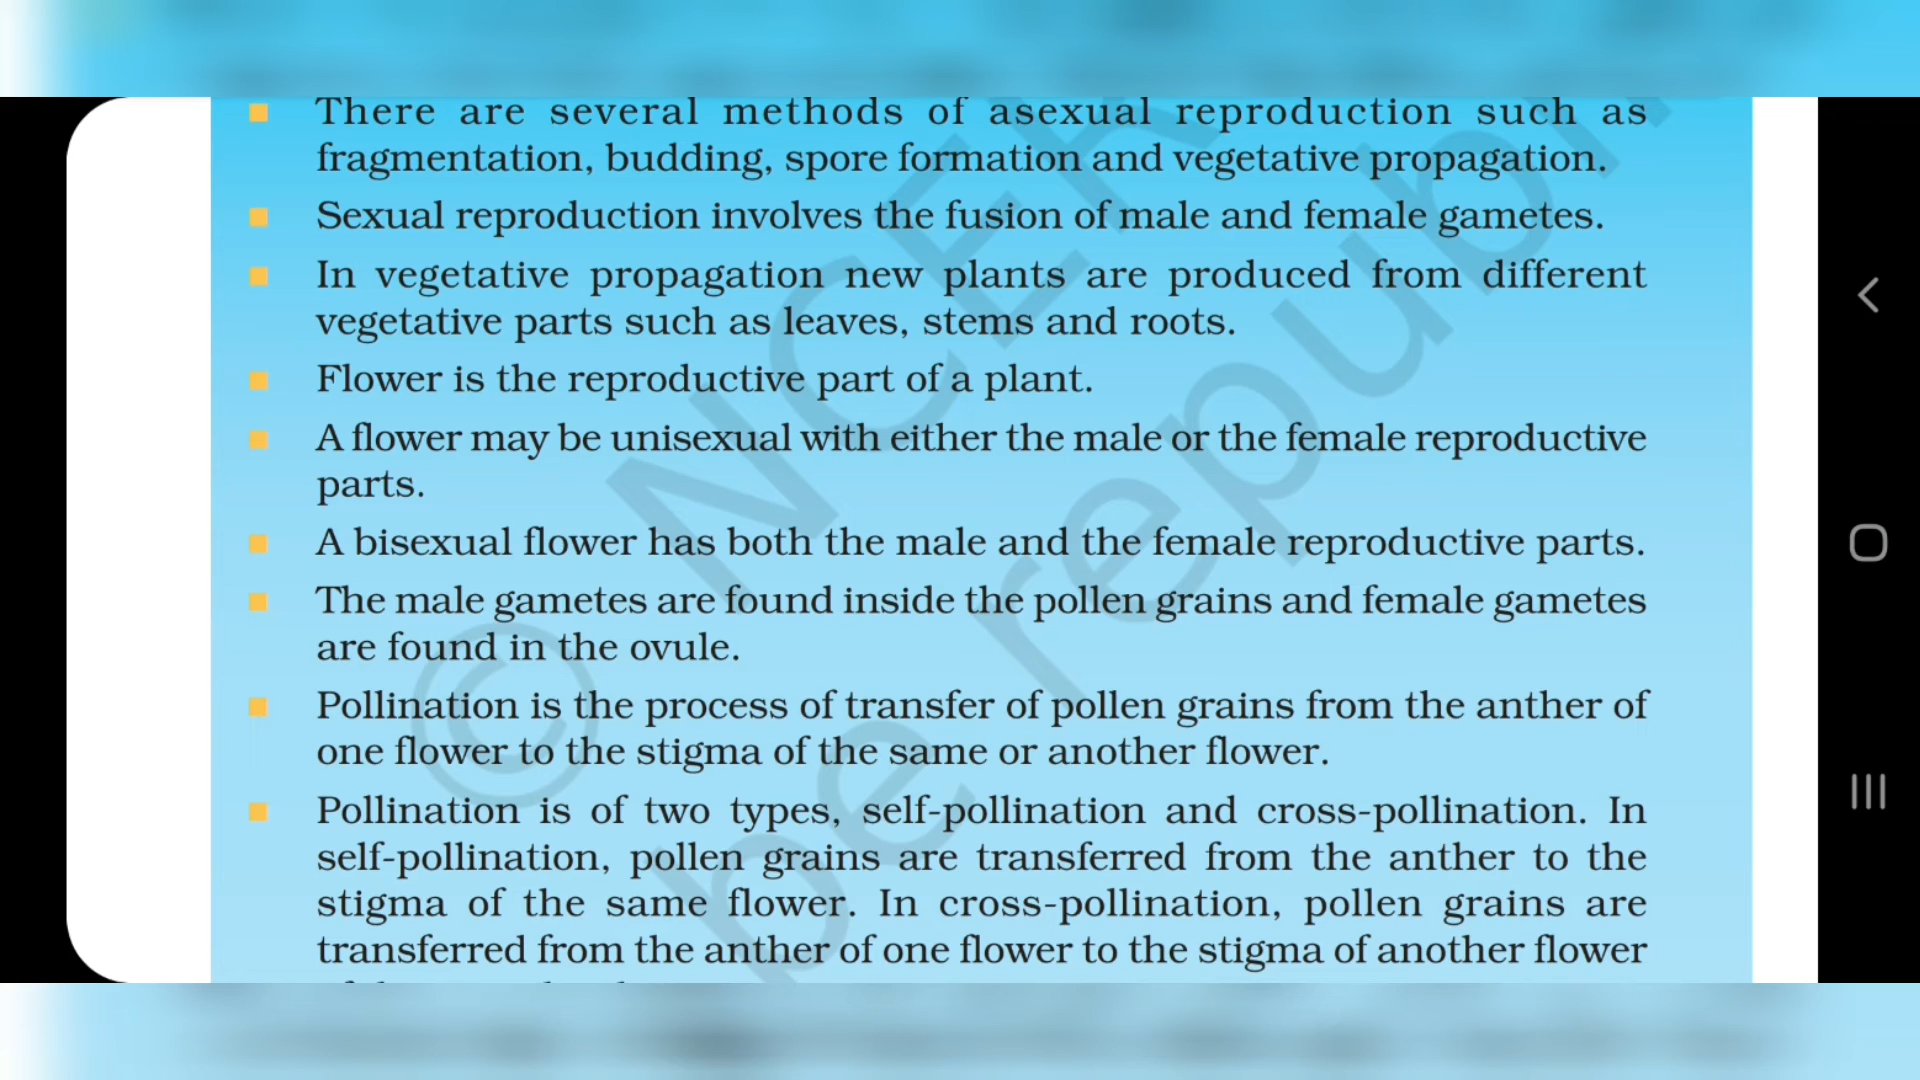 There are several methods of asexual reproduction such as
fragmentation, budding, spore formation and vegetative propagation.
Sexual reproduction involves the fusion of male and female gametes.
In vegetative propagation new plants are produced from different
vegetative parts such as leaves, stems and roots.
Flower is the reproductive part of a plant.
A flower may be unisexual with either the male or the female reproductive
parts.
A bisexual flower has both the male and the female reproductive parts.
The male gametes are found inside the pollen grains and female gametes
are found in the ovule.
Pollination is the process of transfer of pollen grains from the anther of
one flower to the stigma of the same or another flower.
Pollination is of two types, self-pollination and cross-pollination. In
self-pollination, pollen grains are transferred from the anther to the
stigma of the same flower. In cross-pollination, pollen grains are
transferred from the anther of one flower to the stigma of another flower
© NCER
be republ